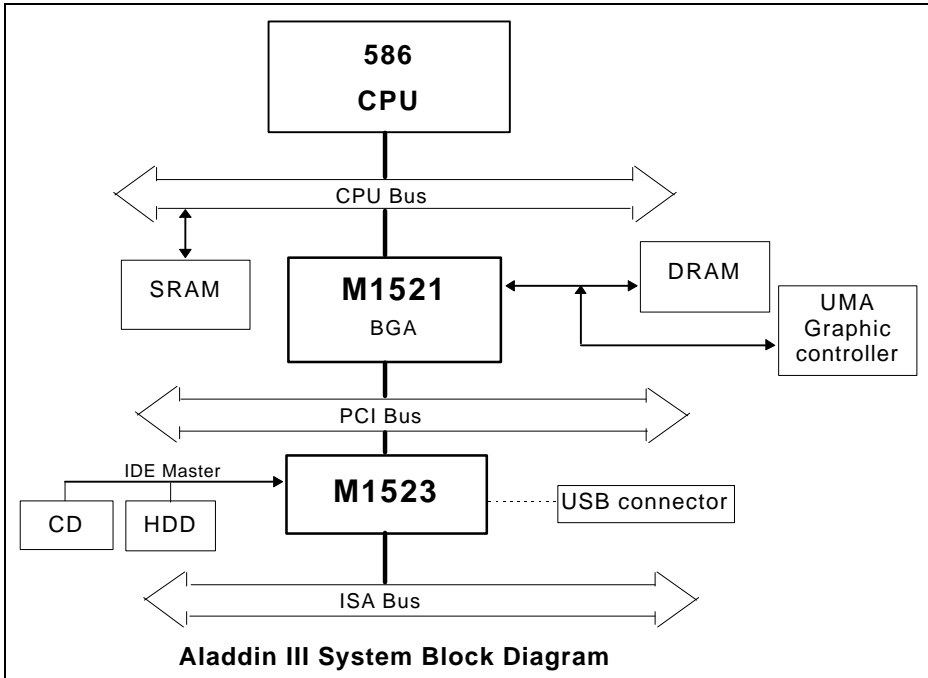 586
CPU
CPU Bus
SRAM
M1521
BGA
DRAM
UMA
Graphic
controller
PCI Bus
IDE Master
CD
HDD
M1523
USB connector
ISA Bus
Aladdin III System Block Diagram